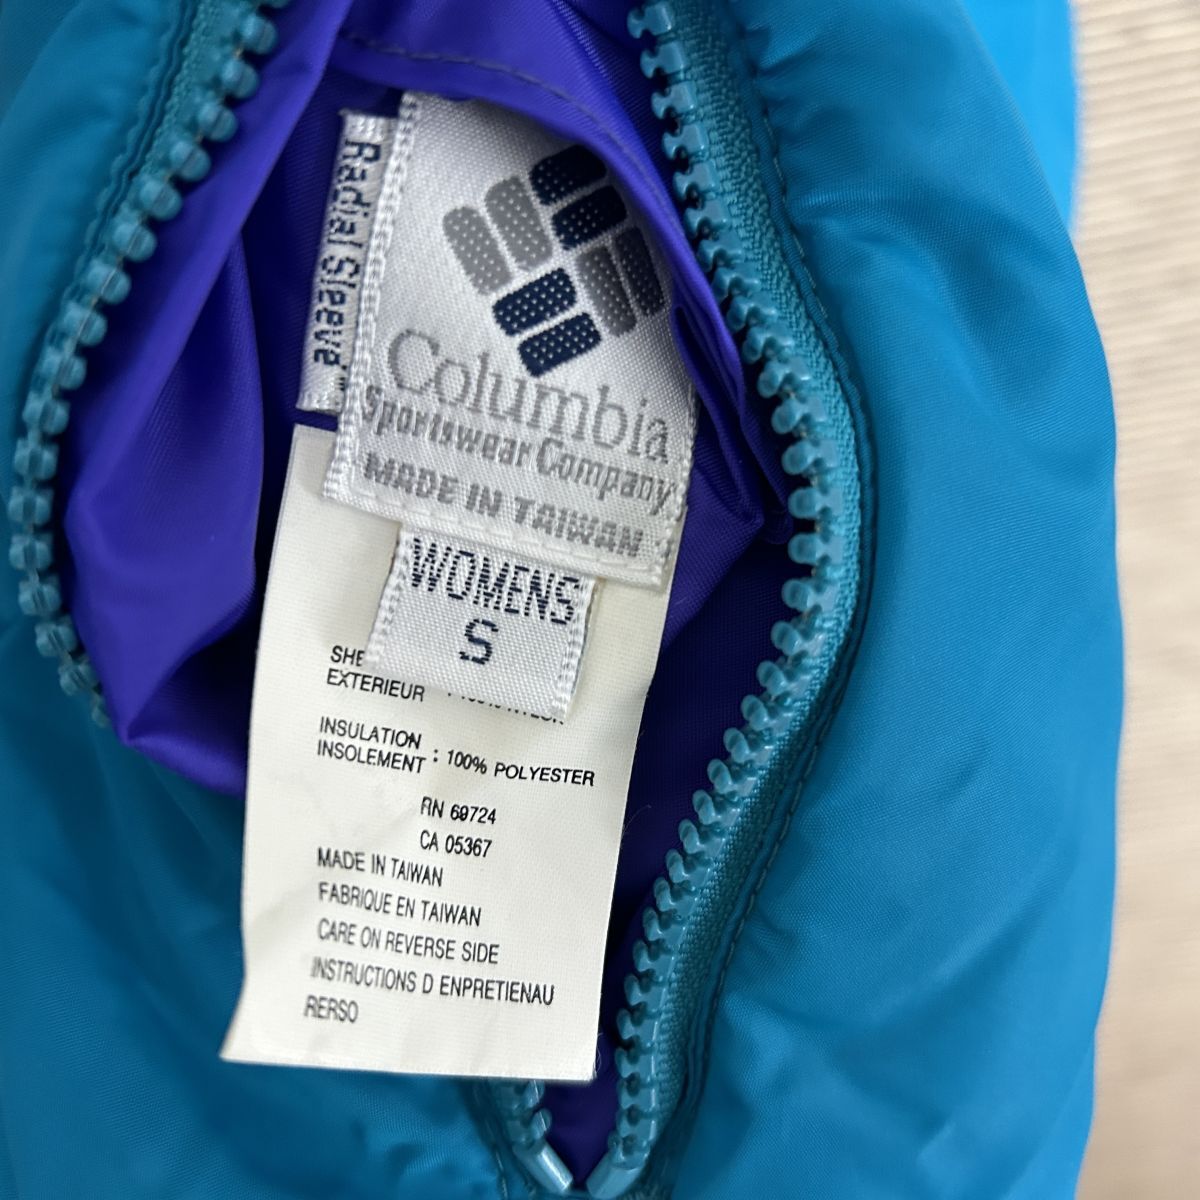 Radial Sleeve™
Columbia
Sportswear Company
MADE IN TAIWAN
WOMENS
S
EXTERIEUR
INSULATION
INSOLEMENT : 100% POLYESTER
RN 69724
CA 05367
MADE IN TAIWAN
FABRIQUE EN TAIWAN
CARE ON REVERSE SIDE
INSTRUCTIONS D ENPRETIENAU
RERSO